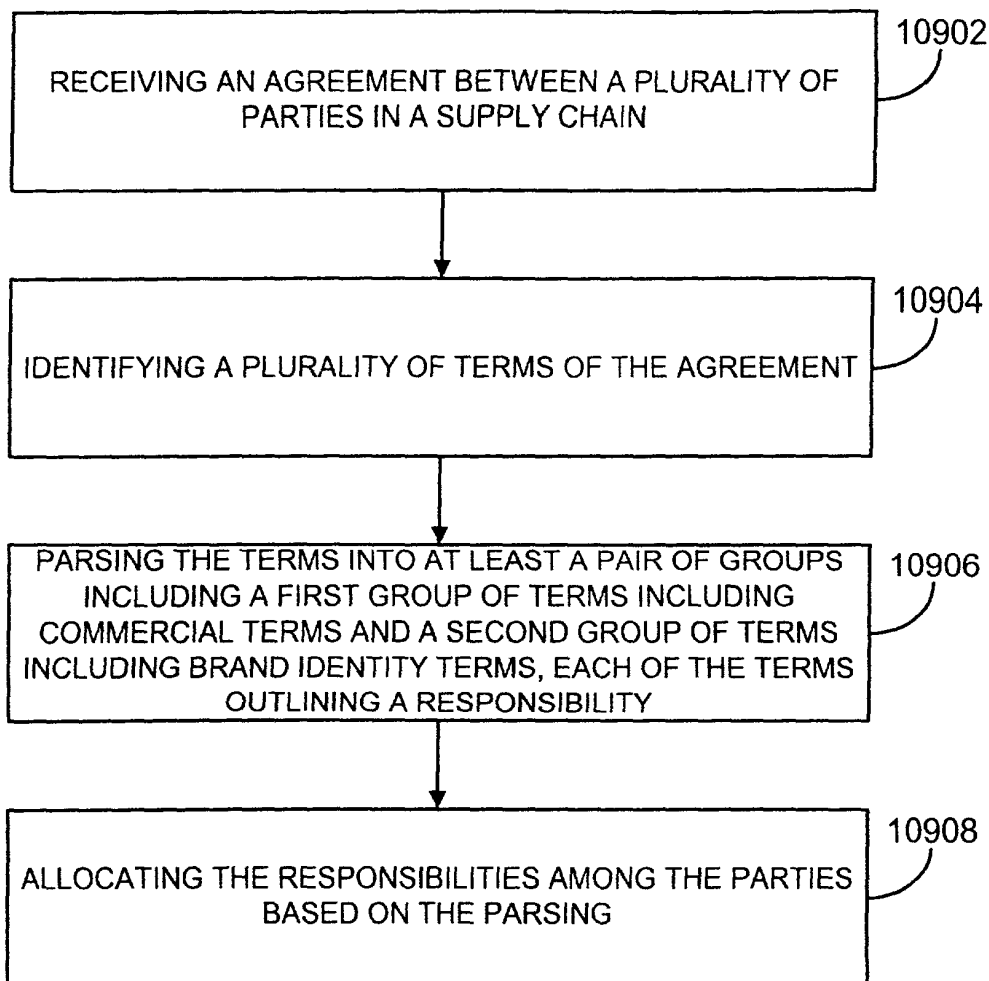 10902
RECEIVING AN AGREEMENT BETWEEN A PLURALITY OF
PARTIES IN A SUPPLY CHAIN
10904
IDENTIFYING A PLURALITY OF TERMS OF THE AGREEMENT
10906
PARSING THE TERMS INTO AT LEAST A PAIR OF GROUPS
INCLUDING A FIRST GROUP OF TERMS INCLUDING
COMMERCIAL TERMS AND A SECOND GROUP OF TERMS
INCLUDING BRAND IDENTITY TERMS, EACH OF THE TERMS
OUTLINING A RESPONSIBILITY
10908
ALLOCATING THE RESPONSIBILITIES AMONG THE PARTIES
BASED ON THE PARSING